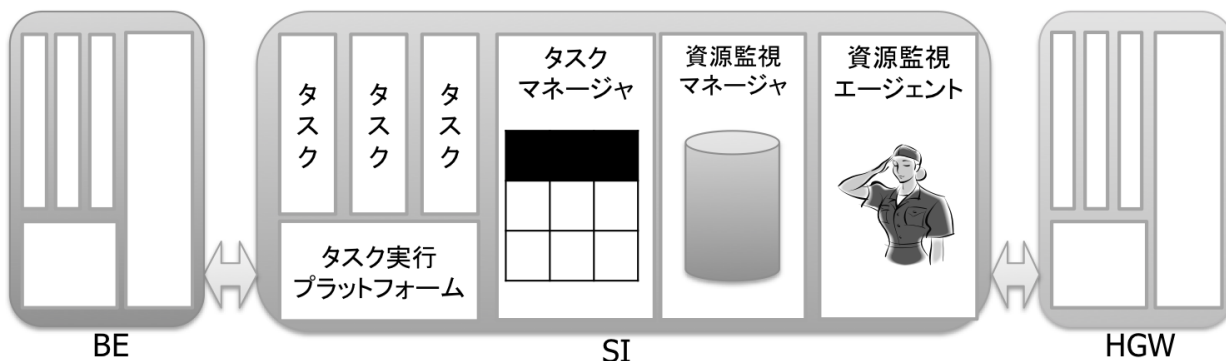 タスク
タスク
タスク
タスク
マネージャ
資源監視
マネージャ
資源監視
エージェント
タスク実行
プラットフォーム
BE
SI
HGW